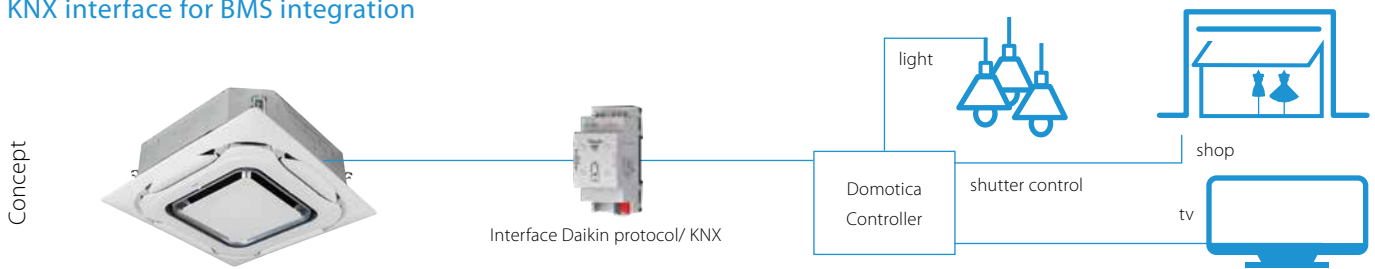 KNX interface for BMS integration
Concept
Interface Daikin protocol/ KNX
Domotica
Controller
light
shutter control
shop
tv